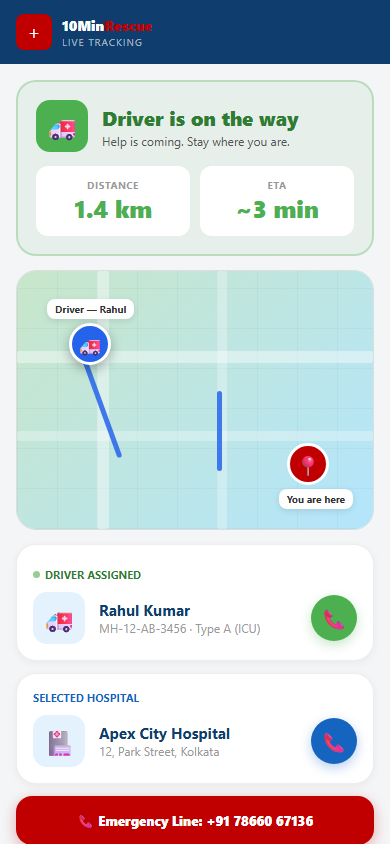 10MinRescue
LIVE TRACKING
Driver is on the way
Help is coming. Stay where you are.
DISTANCE
1.4 km
ETA
~3 min
Driver — Rahul
You are here
DRIVER ASSIGNED
Rahul Kumar
MH-12-AB-3456 · Type A (ICU)
SELECTED HOSPITAL
Apex City Hospital
12, Park Street, Kolkata
Emergency Line: +91 78660 67136